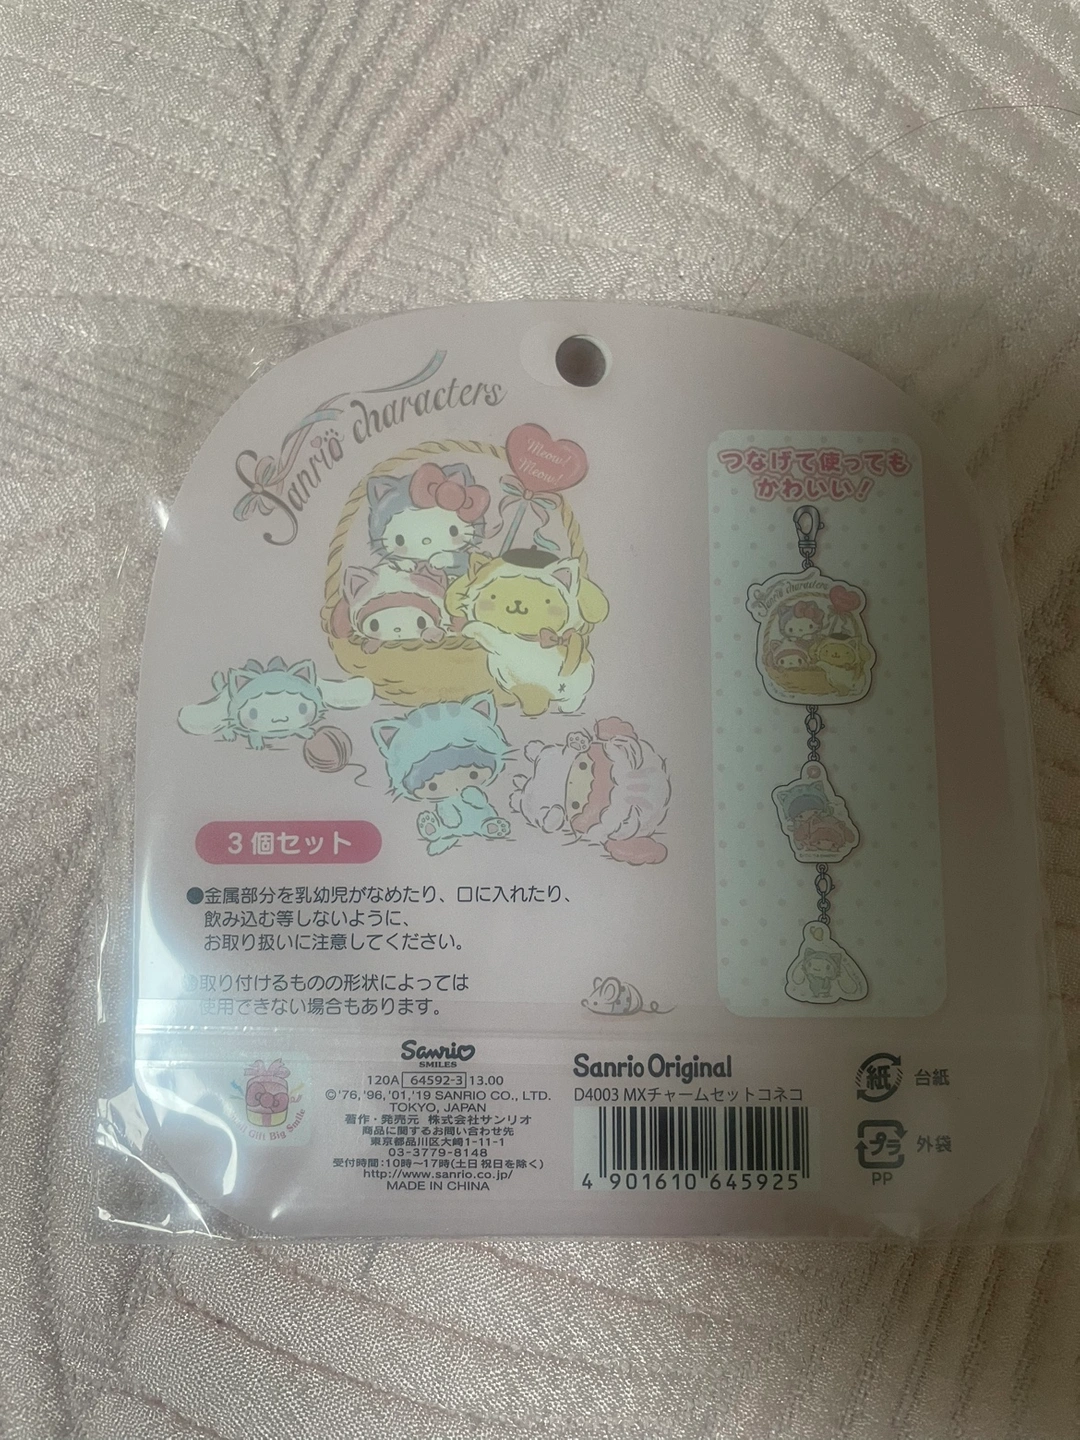 Sanrio characters
Meow!
Meow!
つなげて使っても
かわいい!
Sanrio characters
3個セット
●金属部分を乳幼児がなめたり、口に入れたり、
飲み込む等しないように、
お取り扱いに注意してください。
●取り付けるものの形状によっては
使用できない場合もあります。
Gift Big Smile
Sanrio
SMILES
120A 64592-3 13.00
©'76,'96,'01,'19 SANRIO CO., LTD.
TOKYO, JAPAN
著作・発売元 株式会社サンリオ
商品に関するお問い合わせ先
東京都品川区大崎1-11-1
03-3779-8148
受付時間:10時〜17時(土日祝日を除く)
http://www.sanrio.co.jp/
MADE IN CHINA
Sanrio Original
D4003 MXチャームセットコネコ
4 901610 645925
紙 台紙
プラ 外袋
PP